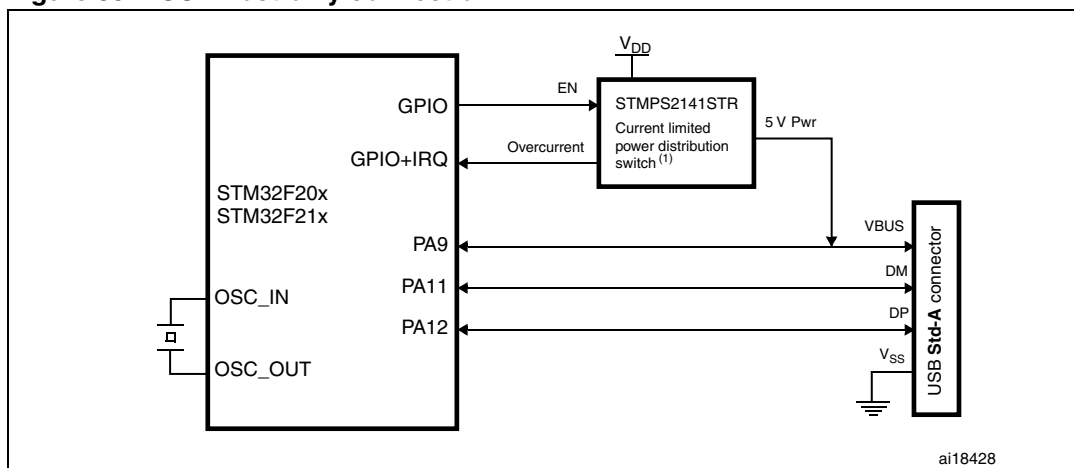 V_DD
GPIO
EN
STMPS2141STR
Current limited
power distribution
switch (1)
5 V Pwr
GPIO+IRQ
Overcurrent
STM32F20x
STM32F21x
PA9
VBUS
PA11
DM
PA12
DP
OSC_IN
OSC_OUT
V_SS
USB Std-A connector
ai18428